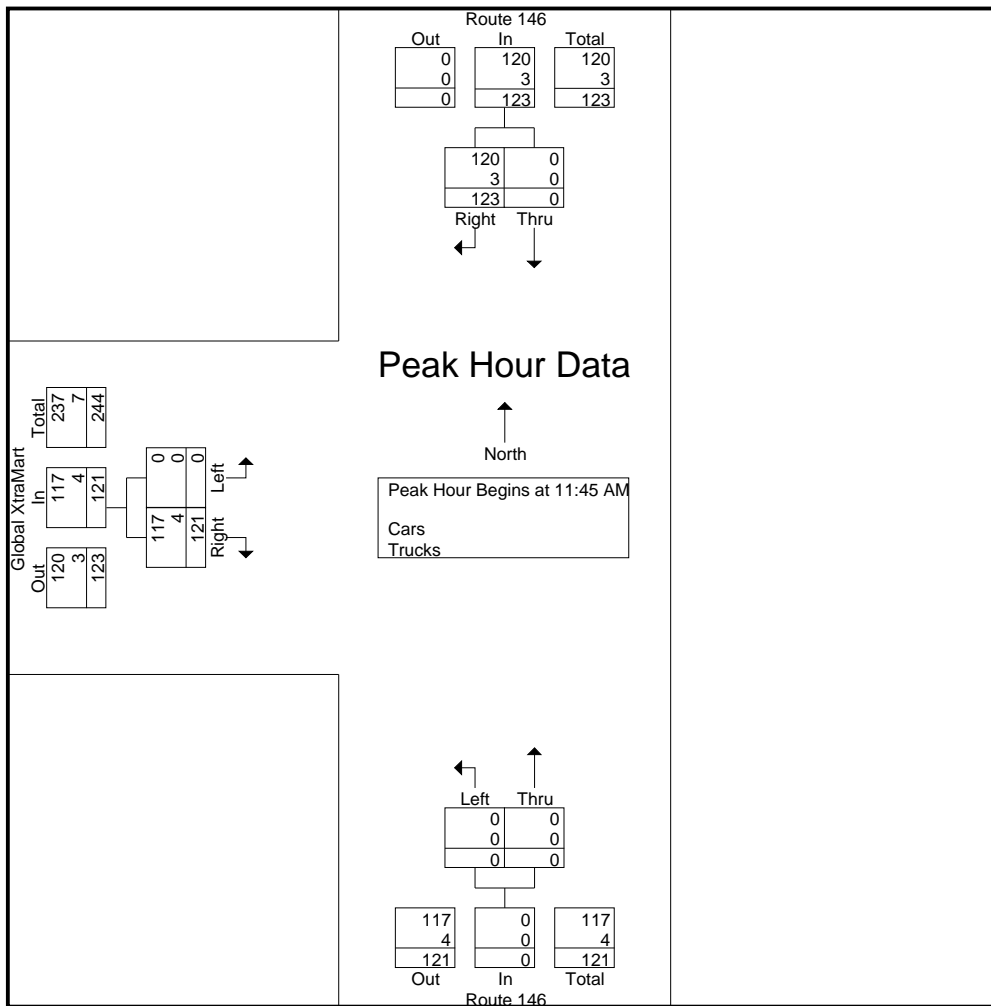 Route 146
Out In Total
0 120 120
0 3 3
0 123 123
120 0
3 0
123 0
Right Thru
Peak Hour Data
North
Peak Hour Begins at 11:45 AM
Cars
Trucks
Global XtraMart
Out In Total
120 117 237
3 4 7
123 121 244
117 0
4 0
121 0
Right Left
Left Thru
0 0
0 0
0 0
117 0 117
4 0 4
121 0 121
Out In Total
Route 146